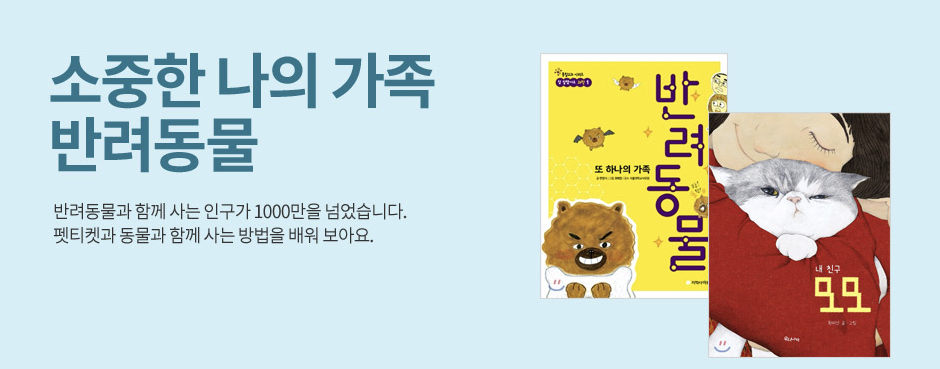 소중한 나의 가족
반려동물
반려동물과 함께 사는 인구가 1000만을 넘었습니다.
펫티켓과 동물과 함께 사는 방법을 배워 보아요.
반려동물
또 하나의 가족
내 친구